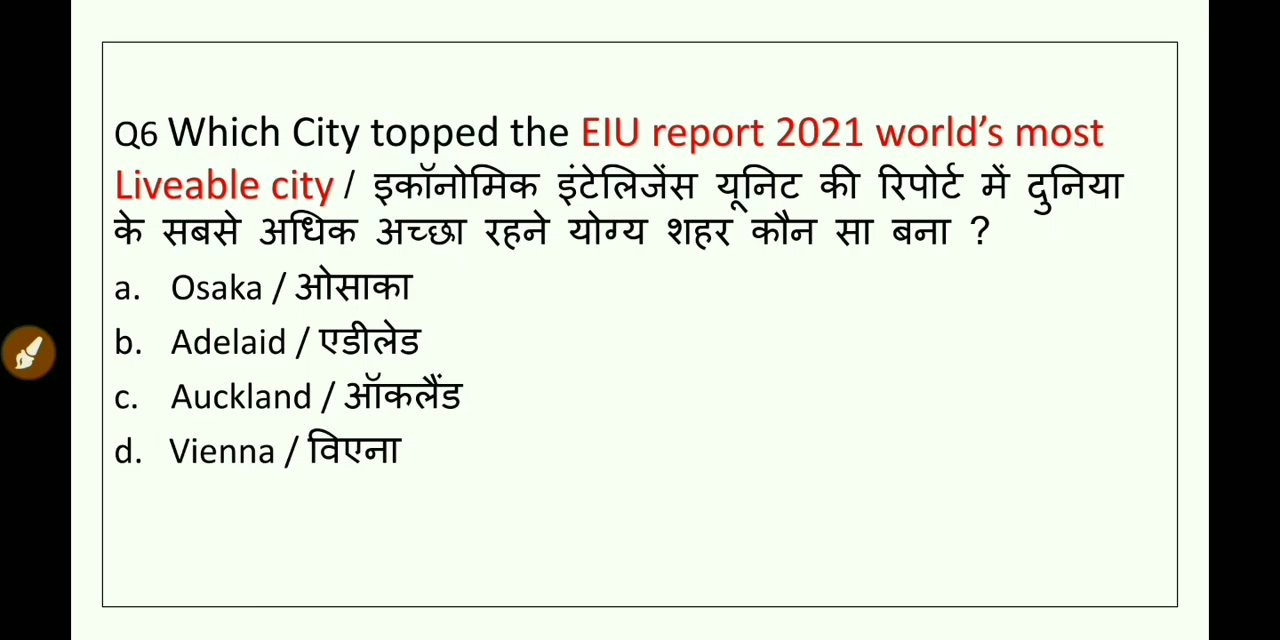 Q6 Which City topped the EIU report 2021 world's most
Liveable city / इकॉनोमिक इंटेलिजेंस यूनिट की रिपोर्ट में दुनिया
के सबसे अधिक अच्छा रहने योग्य शहर कौन सा बना ?
a. Osaka / ओसाका
b. Adelaid / एडीलेड
c. Auckland / ऑकलैंड
d. Vienna / विएना